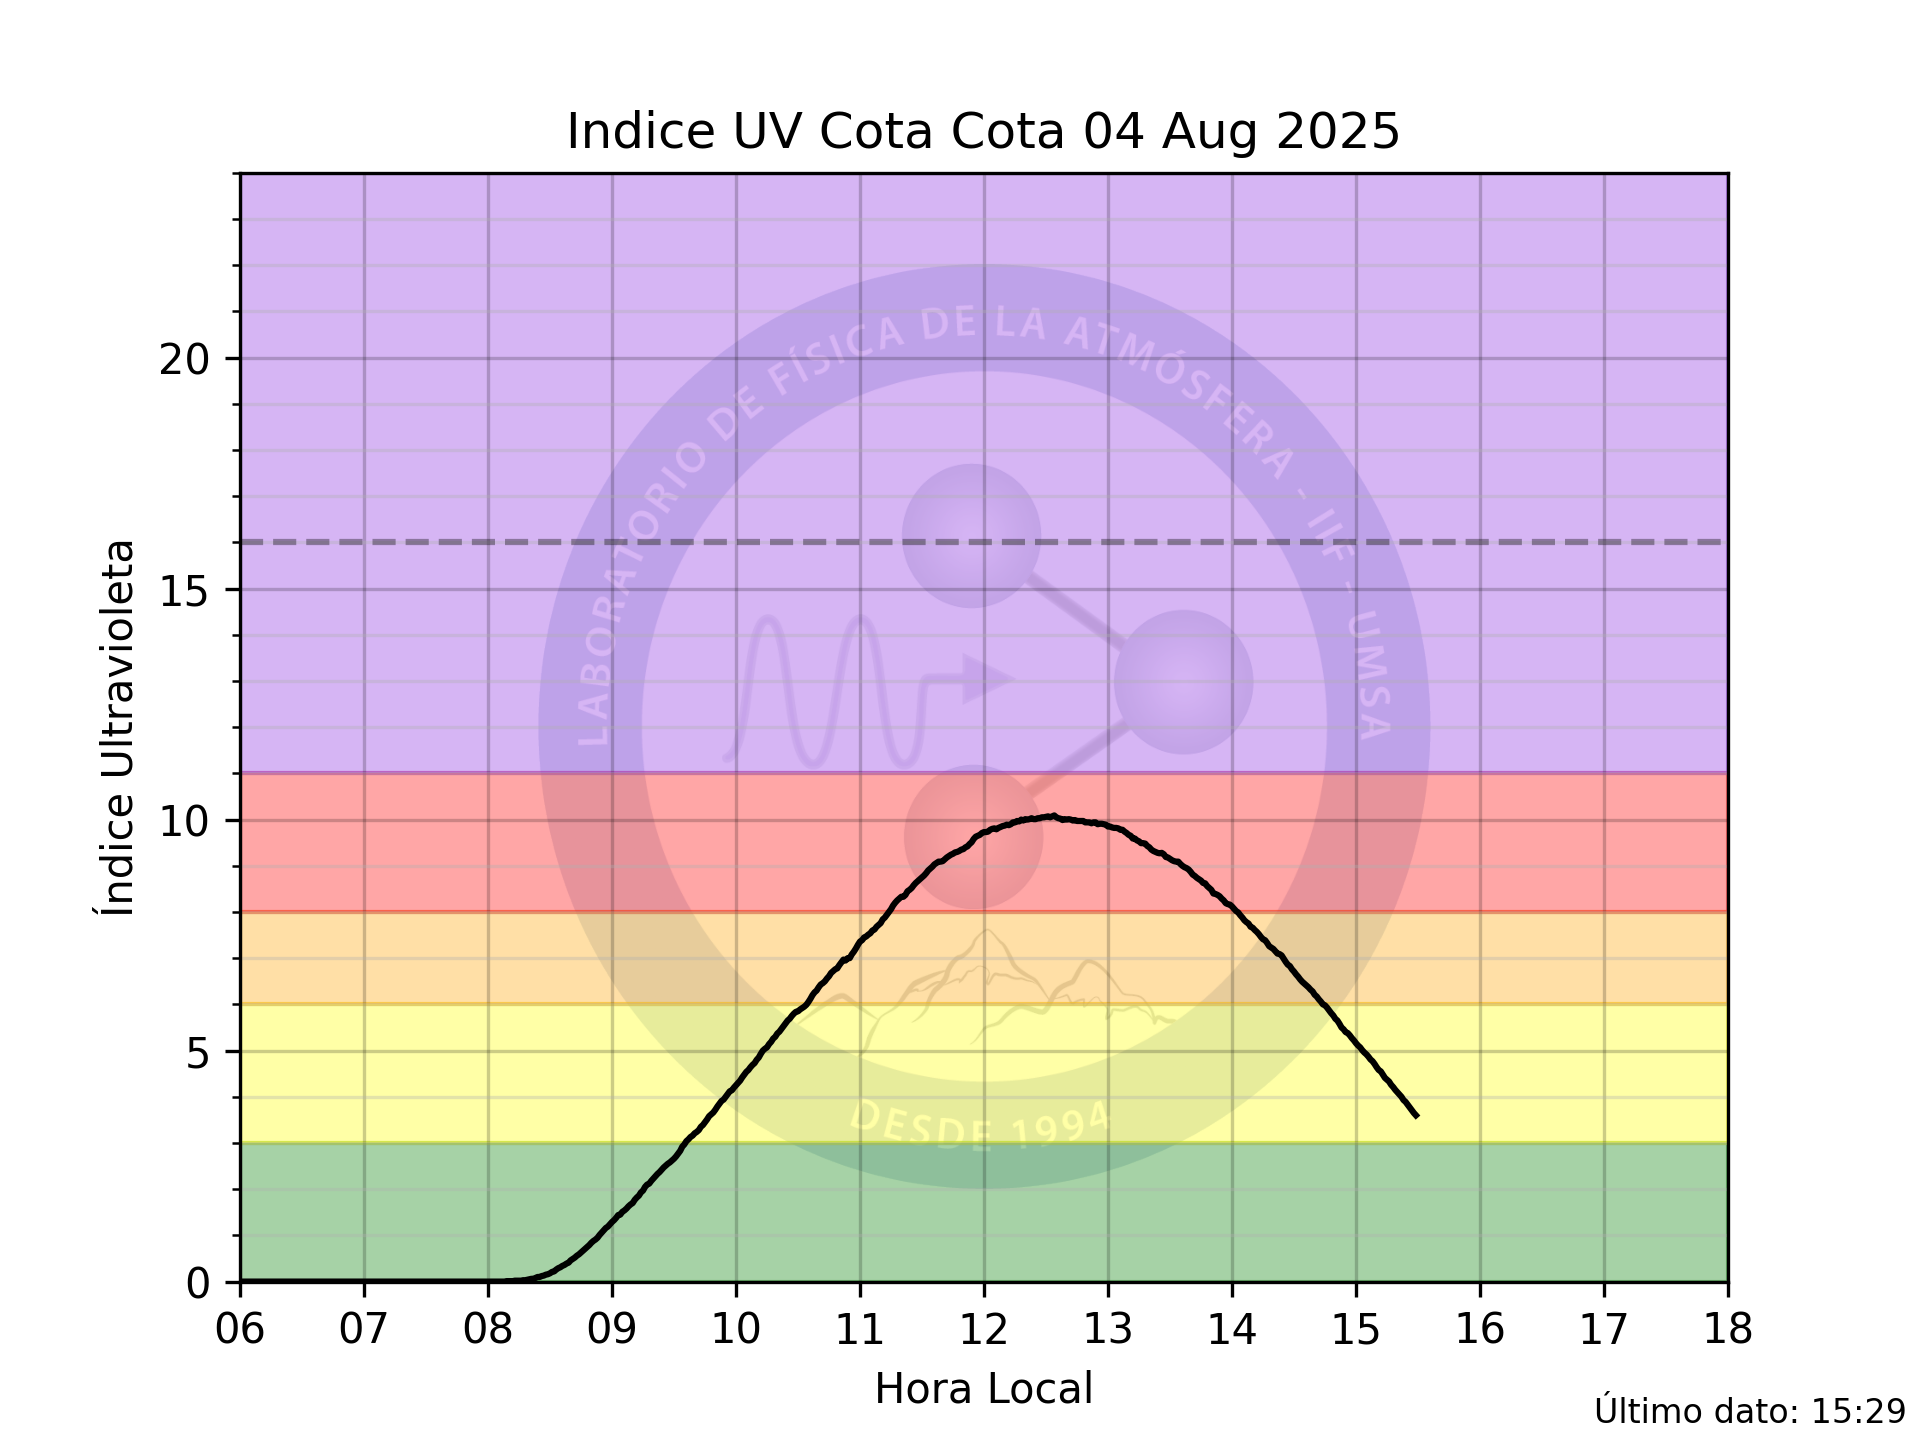 Indice UV Cota Cota 04 Aug 2025
Índice Ultravioleta
20
15
10
5
0
LABORATORIO DE FÍSICA DE LA ATMÓSFERA - IIF - UMSA
DESDE 1994
06 07 08 09 10 11 12 13 14 15 16 17 18
Hora Local
Último dato: 15:29